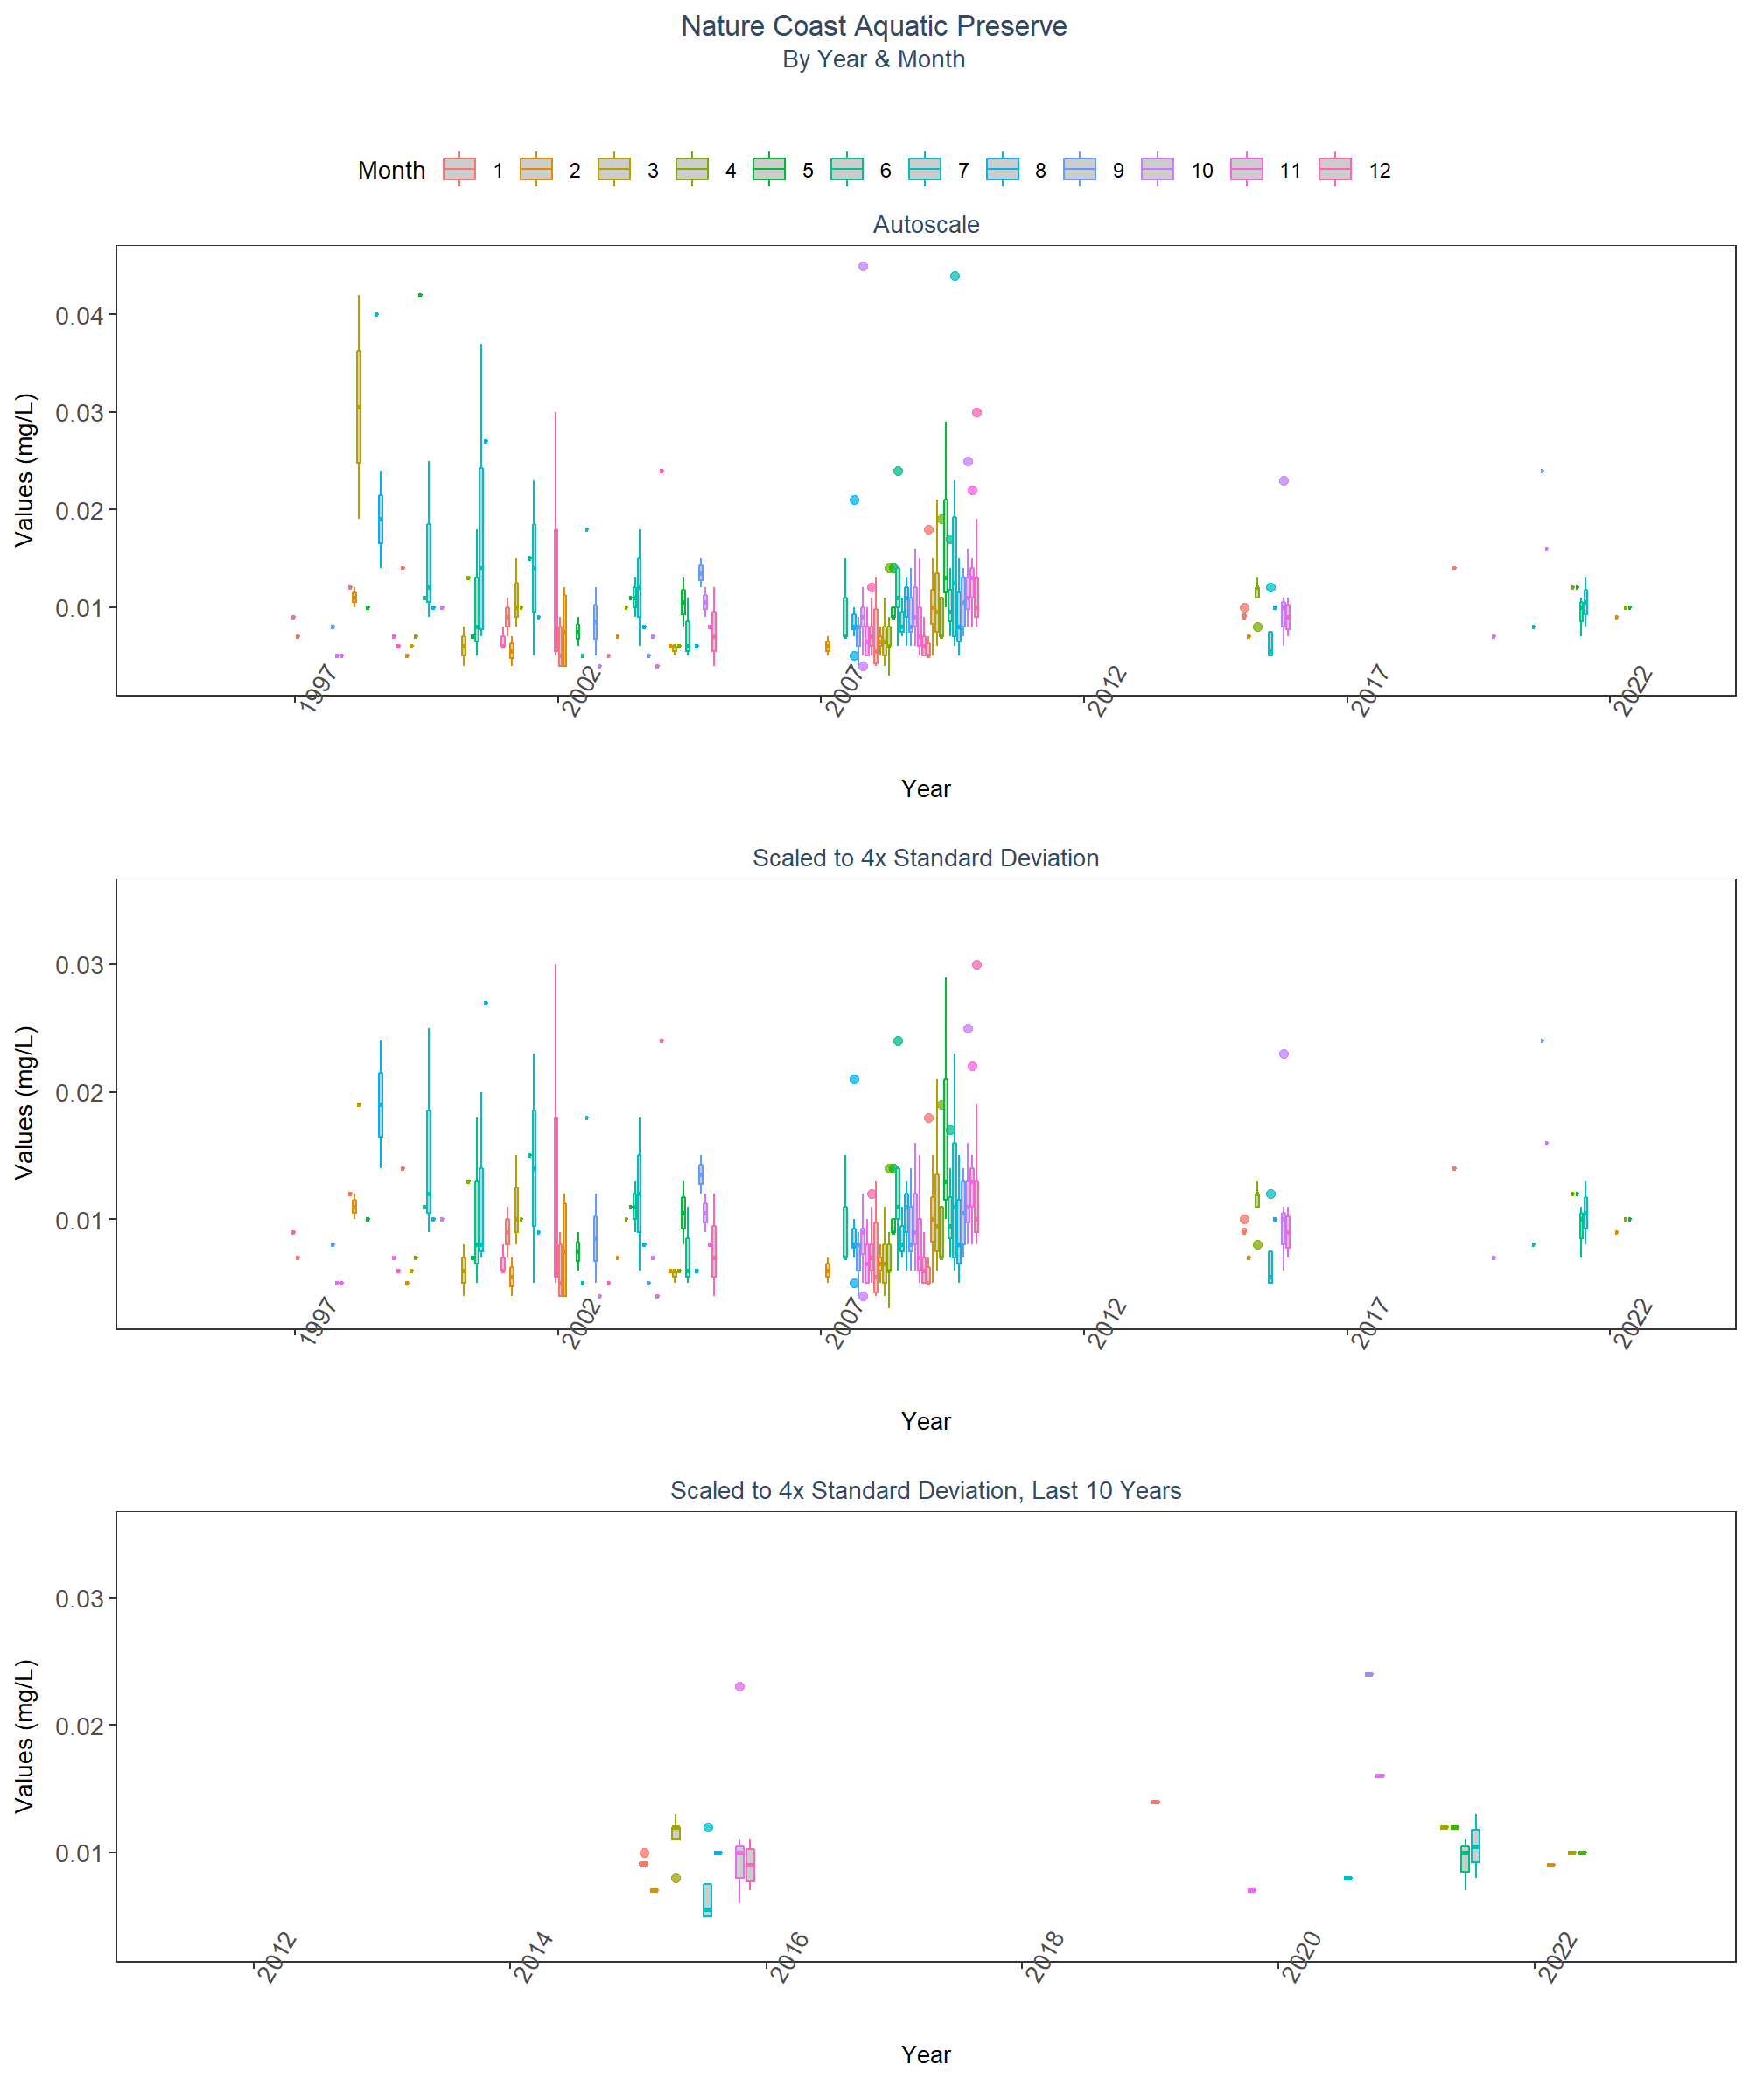 Nature Coast Aquatic Preserve
By Year & Month
Month 1 2 3 4 5 6 7 8 9 10 11 12
Autoscale
Values (mg/L)
0.04
0.03
0.02
0.01
1997 2002 2007 2012 2017 2022
Year
Scaled to 4x Standard Deviation
Values (mg/L)
0.03
0.02
0.01
1997 2002 2007 2012 2017 2022
Year
Scaled to 4x Standard Deviation, Last 10 Years
Values (mg/L)
0.03
0.02
0.01
2012 2014 2016 2018 2020 2022
Year